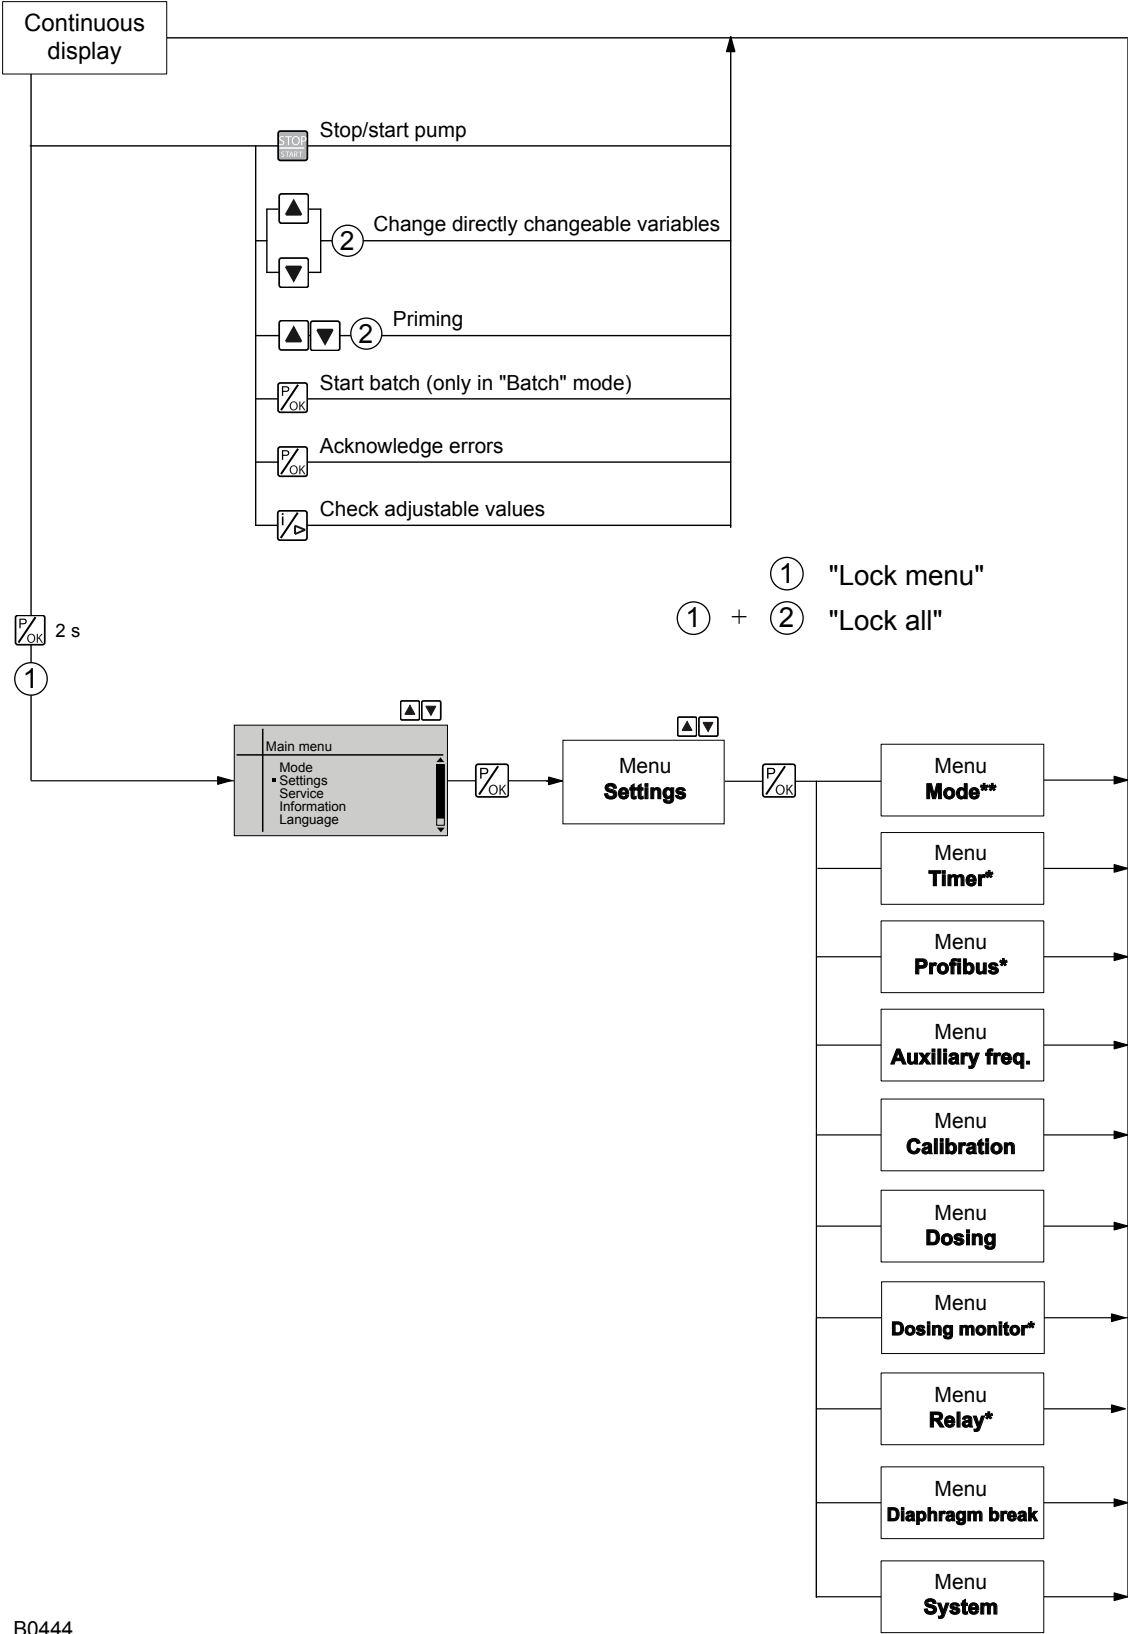 Continuous
display
STOP
START
Stop/start pump
2
Change directly changeable variables
2
Priming
P/OK
Start batch (only in "Batch" mode)
P/OK
Acknowledge errors
i/
Check adjustable values
1 "Lock menu"
1 + 2 "Lock all"
P/OK 2 s
1
Main menu
Mode
Settings
Service
Information
Language
P/OK
Menu
Settings
P/OK
Menu
Mode**
Menu
Timer*
Menu
Profibus*
Menu
Auxiliary freq.
Menu
Calibration
Menu
Dosing
Menu
Dosing monitor*
Menu
Relay*
Menu
Diaphragm break
Menu
System
B0444